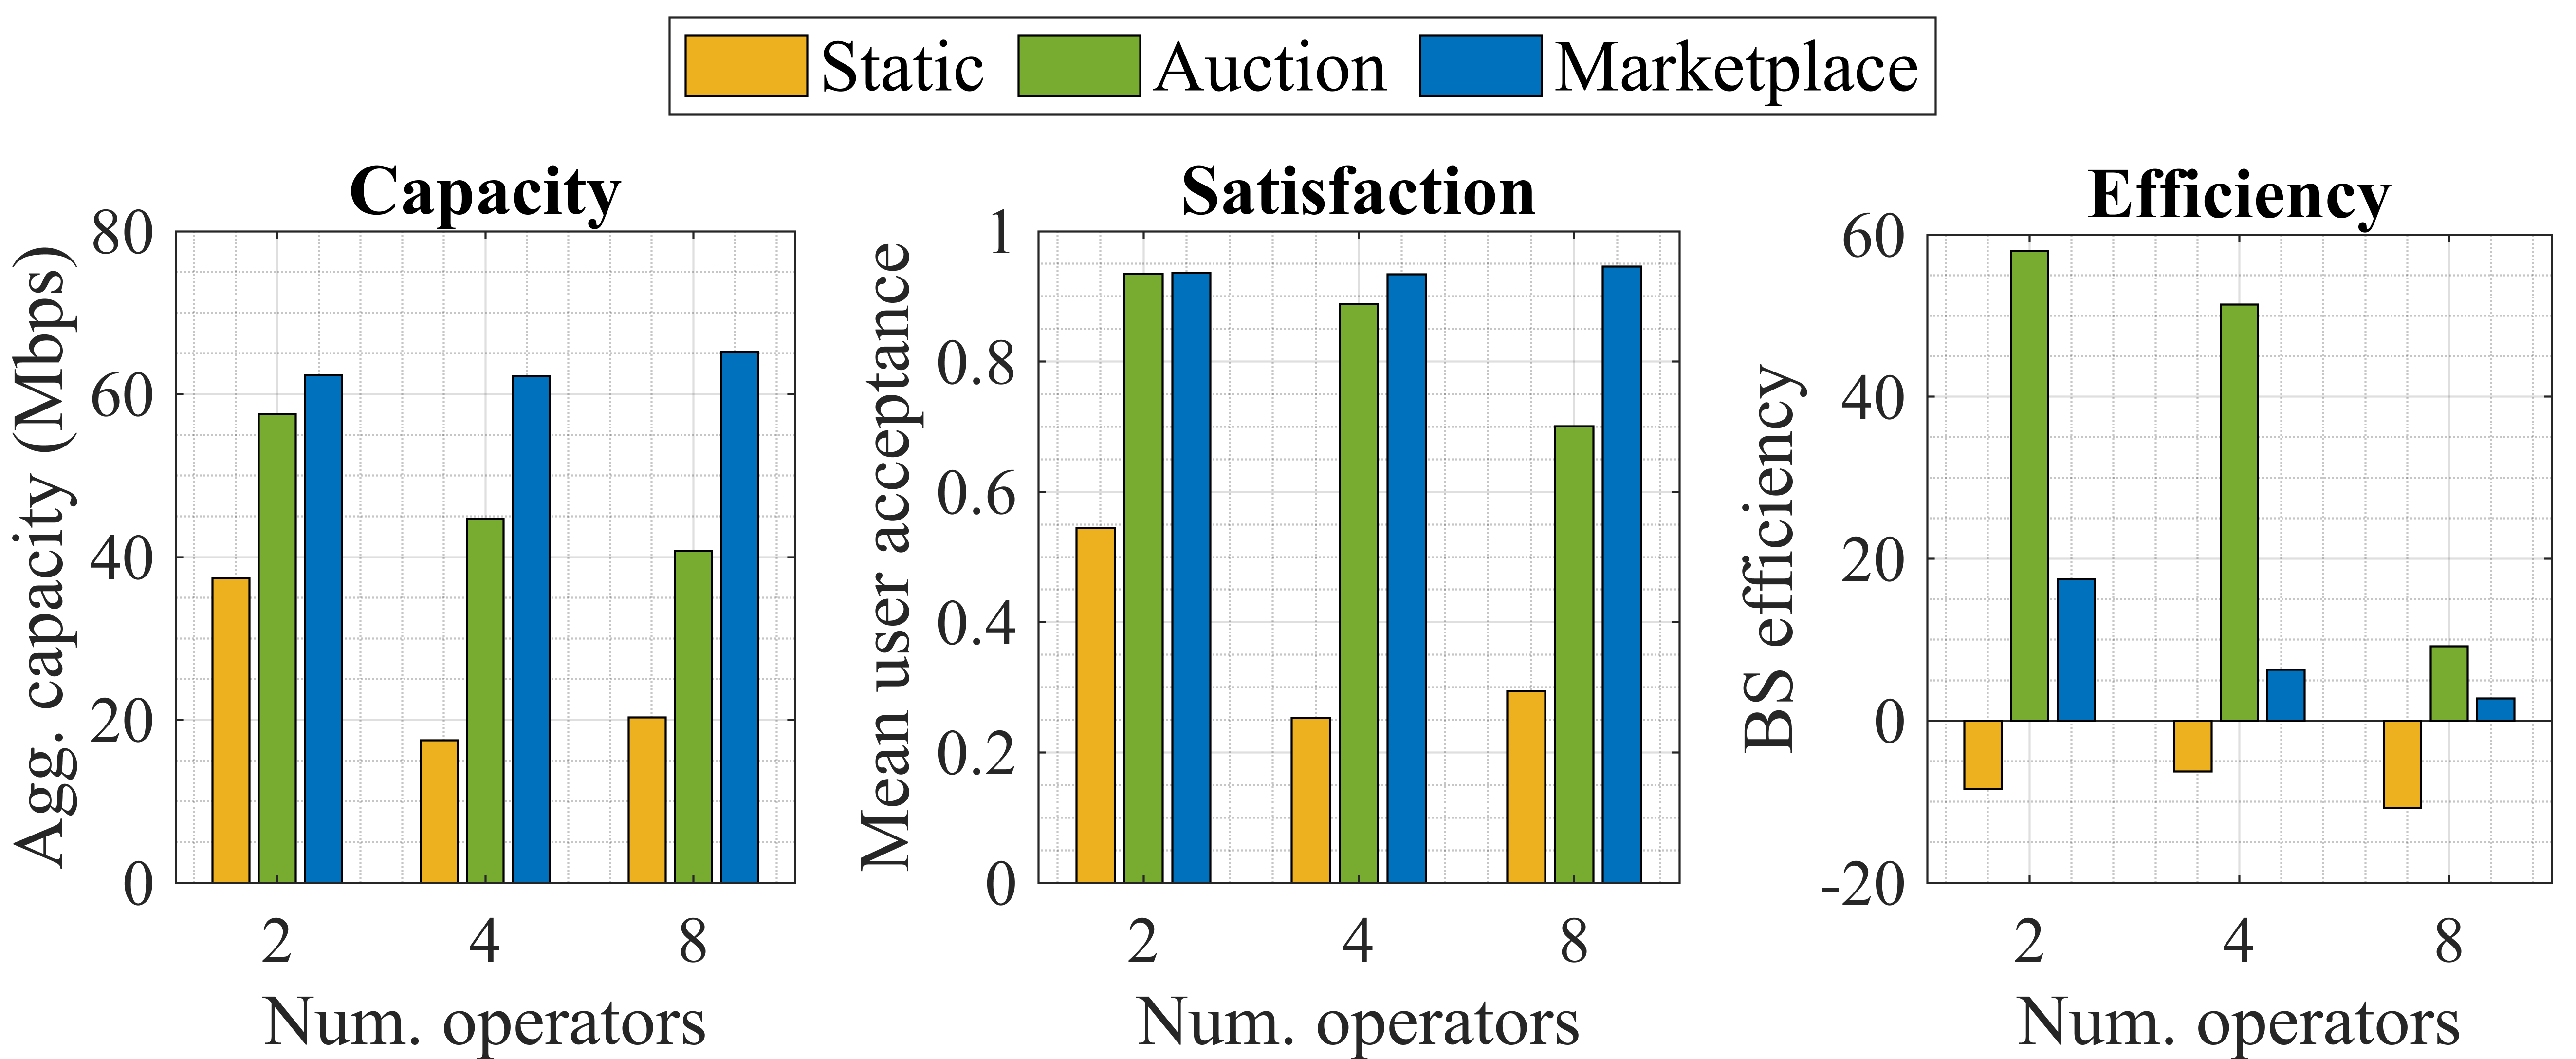 Static Auction Marketplace
Capacity
Agg. capacity (Mbps)
80
60
40
20
0
2 4 8
Num. operators
Satisfaction
Mean user acceptance
1
0.8
0.6
0.4
0.2
0
2 4 8
Num. operators
Efficiency
BS efficiency
60
40
20
0
-20
2 4 8
Num. operators